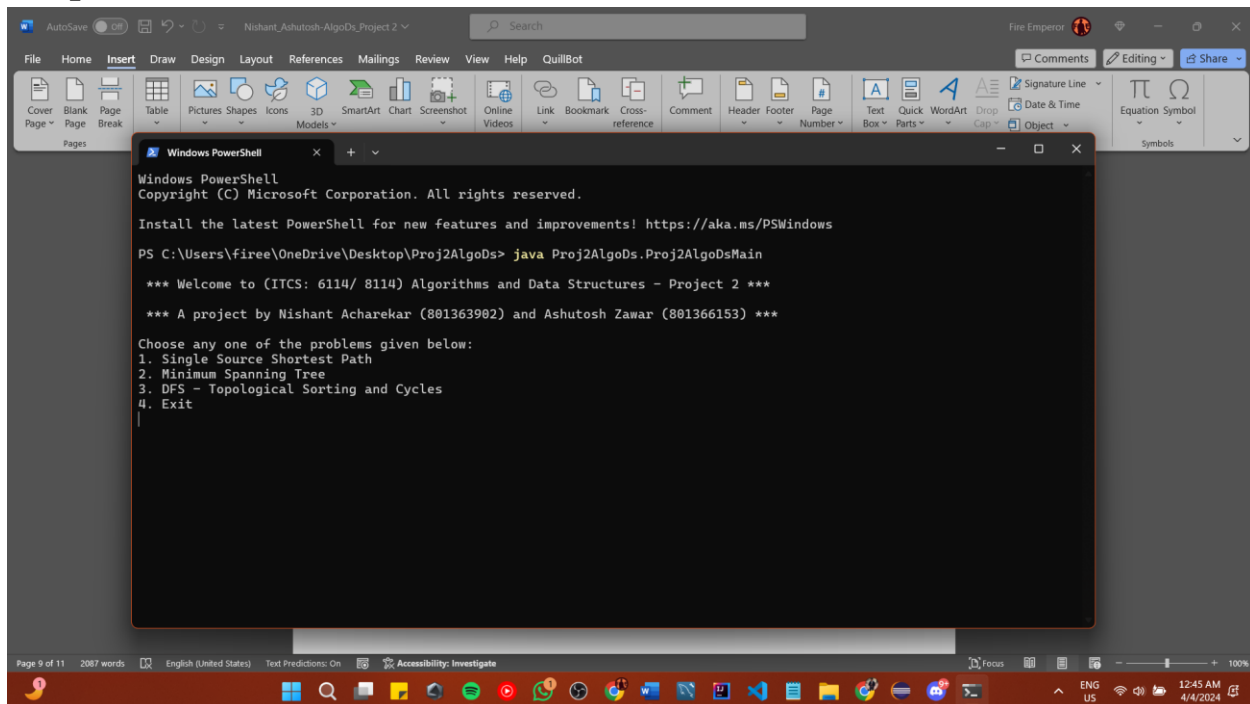 AutoSave Off Nishant_Ashutosh-AlgoDs_Project 2 Search Fire Emperor
File Home Insert Draw Design Layout References Mailings Review View Help QuillBot Comments Editing Share
Cover Page Blank Page Page Break Table Pictures Shapes Icons 3D Models SmartArt Chart Screenshot Online Videos Link Bookmark Cross-reference Comment Header Footer Page Number Text Box Quick Parts WordArt Drop Cap Signature Line Date & Time Object Equation Symbol
Pages Symbols
Windows PowerShell
Windows PowerShell
Copyright (C) Microsoft Corporation. All rights reserved.
Install the latest PowerShell for new features and improvements! https://aka.ms/PSWindows
PS C:\Users\firee\OneDrive\Desktop\Proj2AlgoDs> java Proj2AlgoDs.Proj2AlgoDsMain
*** Welcome to (ITCS: 6114/ 8114) Algorithms and Data Structures - Project 2 ***
*** A project by Nishant Acharekar (801363902) and Ashutosh Zawar (801366153) ***
Choose any one of the problems given below:
1. Single Source Shortest Path
2. Minimum Spanning Tree
3. DFS - Topological Sorting and Cycles
4. Exit
Page 9 of 11 2087 words English (United States) Text Predictions: On Accessibility: Investigate Focus 100%
ENG US 12:45 AM 4/4/2024